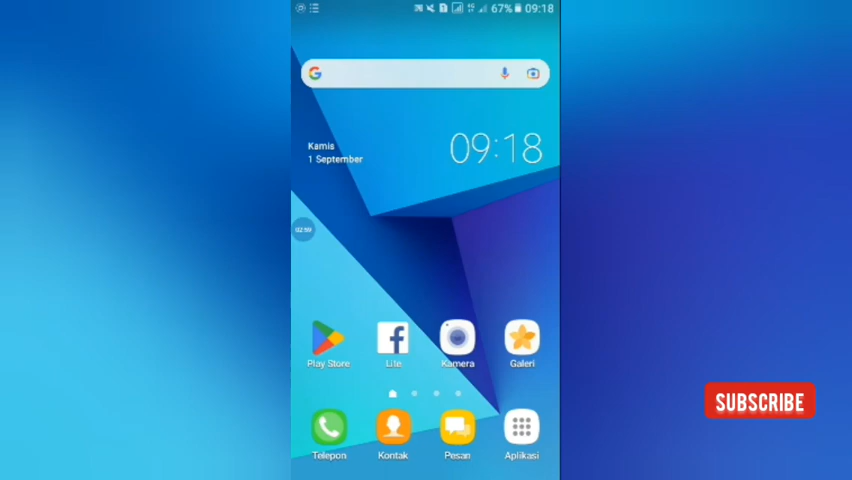 4G 67% 09:18
G
Kamis
1 September
09:18
02:59
Play Store
Lite
Kamera
Galeri
SUBSCRIBE
Telepon
Kontak
Pesan
Aplikasi